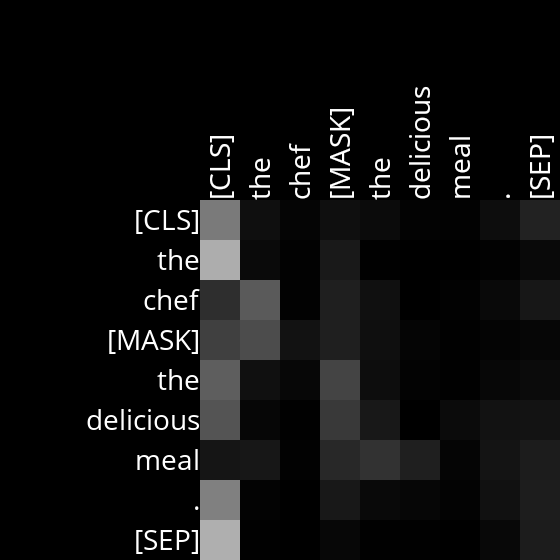 [CLS]
the
chef
[MASK]
the
delicious
meal
.
[SEP]
[CLS]
the
chef
[MASK]
the
delicious
meal
.
[SEP]